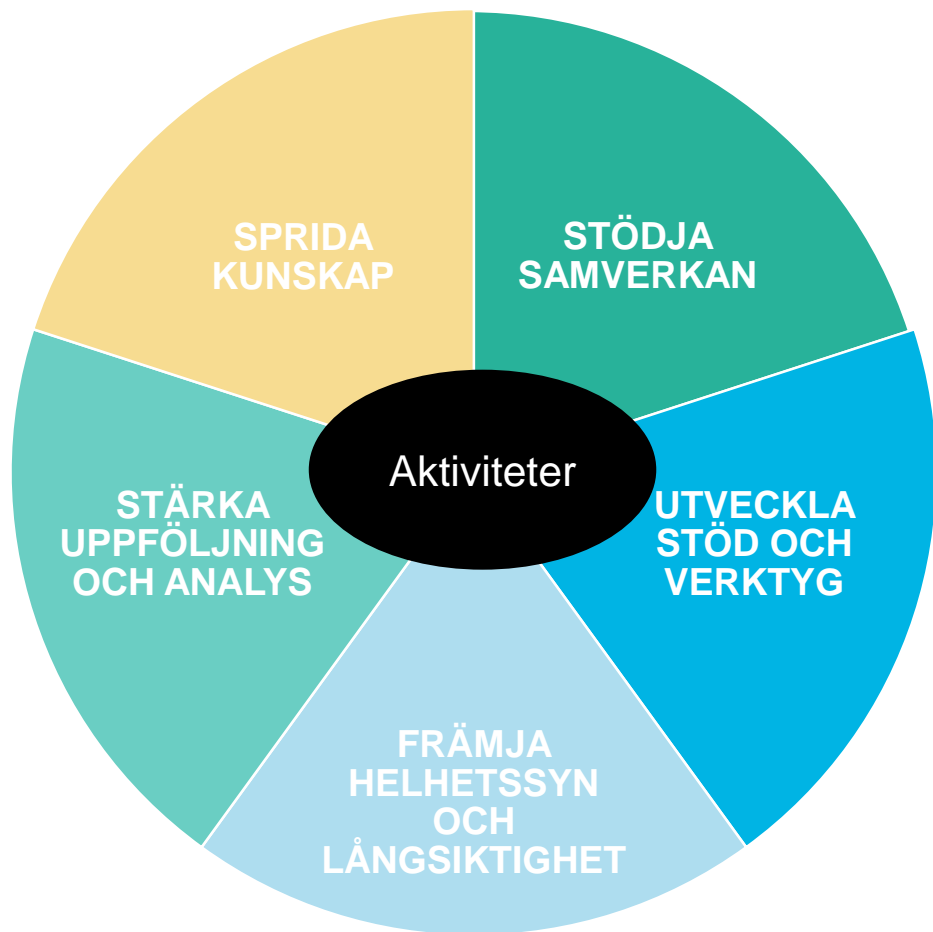 SPRIDA
KUNSKAP
STÖDJA
SAMVERKAN
Aktiviteter
STÄRKA
UPPFÖLJNING
OCH ANALYS
UTVECKLA
STÖD OCH
VERKTYG
FRÄMJA
HELHETSSYN
OCH
LÅNGSIKTIGHET